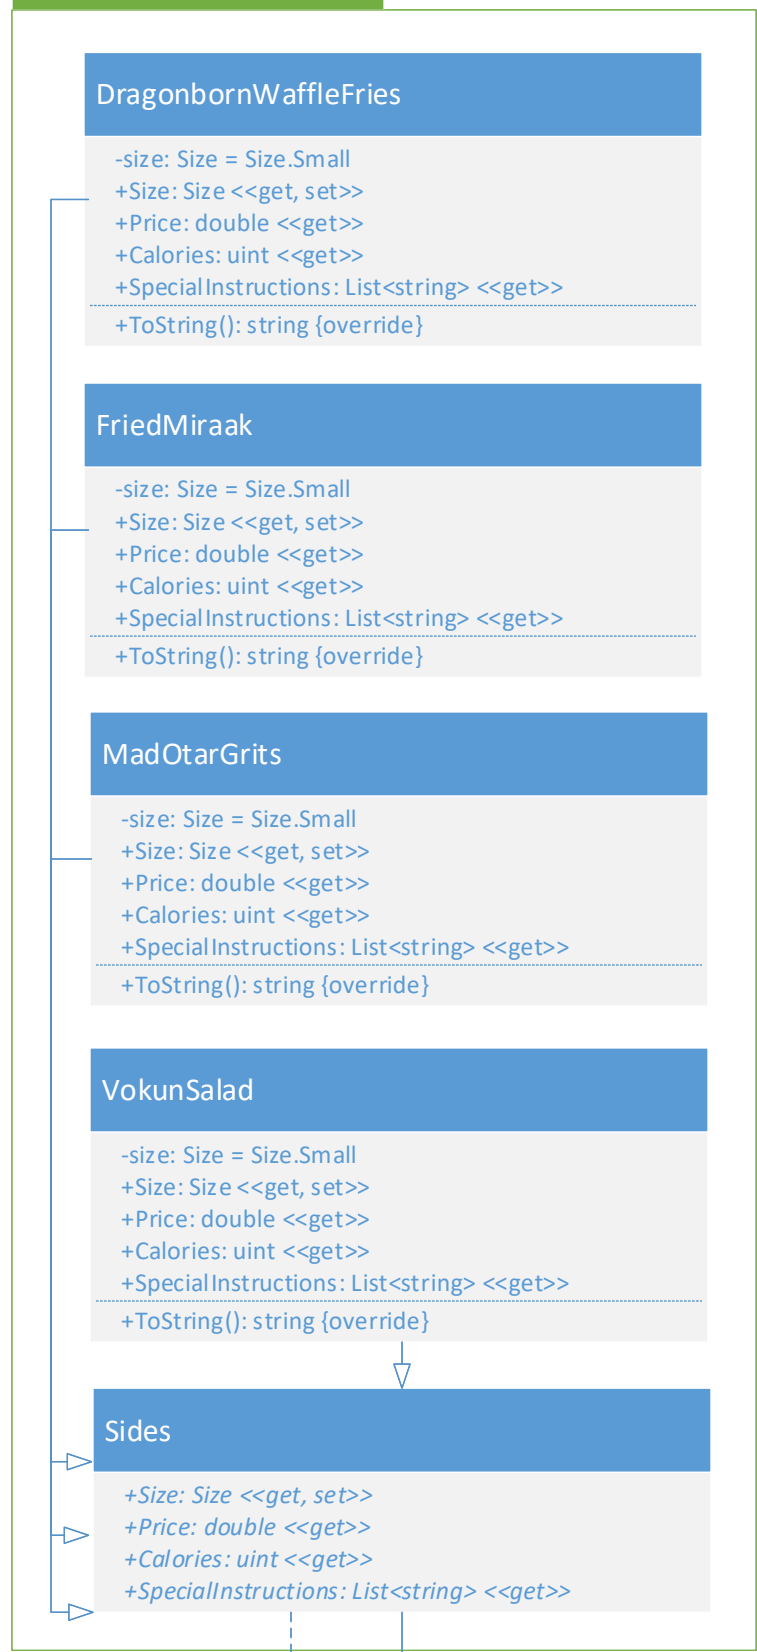 DragonbornWaffleFries
-size: Size = Size.Small
+Size: Size <<get, set>>
+Price: double <<get>>
+Calories: uint <<get>>
+SpecialInstructions: List<string> <<get>>
+ToString(): string {override}
FriedMiraak
-size: Size = Size.Small
+Size: Size <<get, set>>
+Price: double <<get>>
+Calories: uint <<get>>
+SpecialInstructions: List<string> <<get>>
+ToString(): string {override}
MadOtarGrits
-size: Size = Size.Small
+Size: Size <<get, set>>
+Price: double <<get>>
+Calories: uint <<get>>
+SpecialInstructions: List<string> <<get>>
+ToString(): string {override}
VokunSalad
-size: Size = Size.Small
+Size: Size <<get, set>>
+Price: double <<get>>
+Calories: uint <<get>>
+SpecialInstructions: List<string> <<get>>
+ToString(): string {override}
Sides
+Size: Size <<get, set>>
+Price: double <<get>>
+Calories: uint <<get>>
+SpecialInstructions: List<string> <<get>>